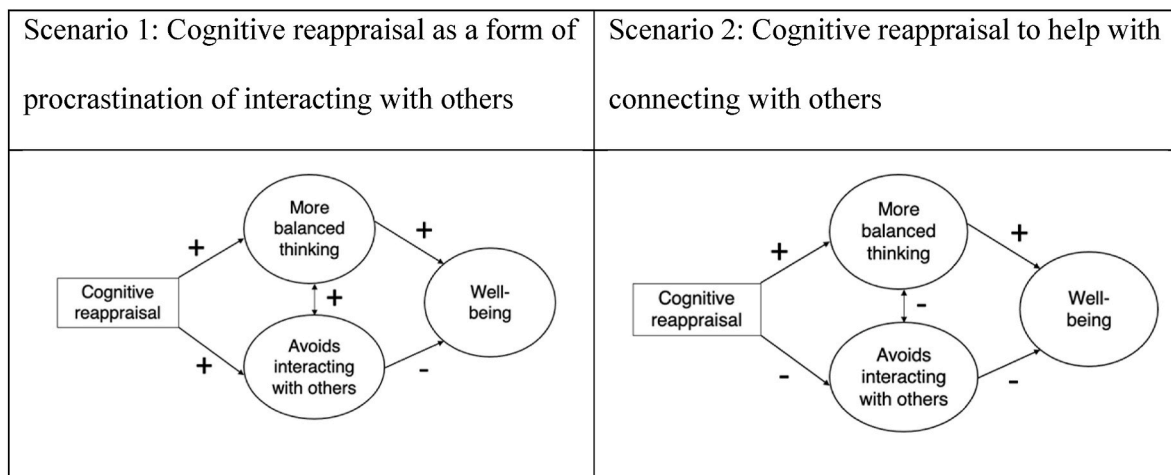 Scenario 1: Cognitive reappraisal as a form of
procrastination of interacting with others
Scenario 2: Cognitive reappraisal to help with
connecting with others
More
balanced
thinking
+
+
Cognitive
reappraisal
+
Well-
being
+
Avoids
interacting
with others
-
More
balanced
thinking
+
+
Cognitive
reappraisal
-
Well-
being
-
Avoids
interacting
with others
-